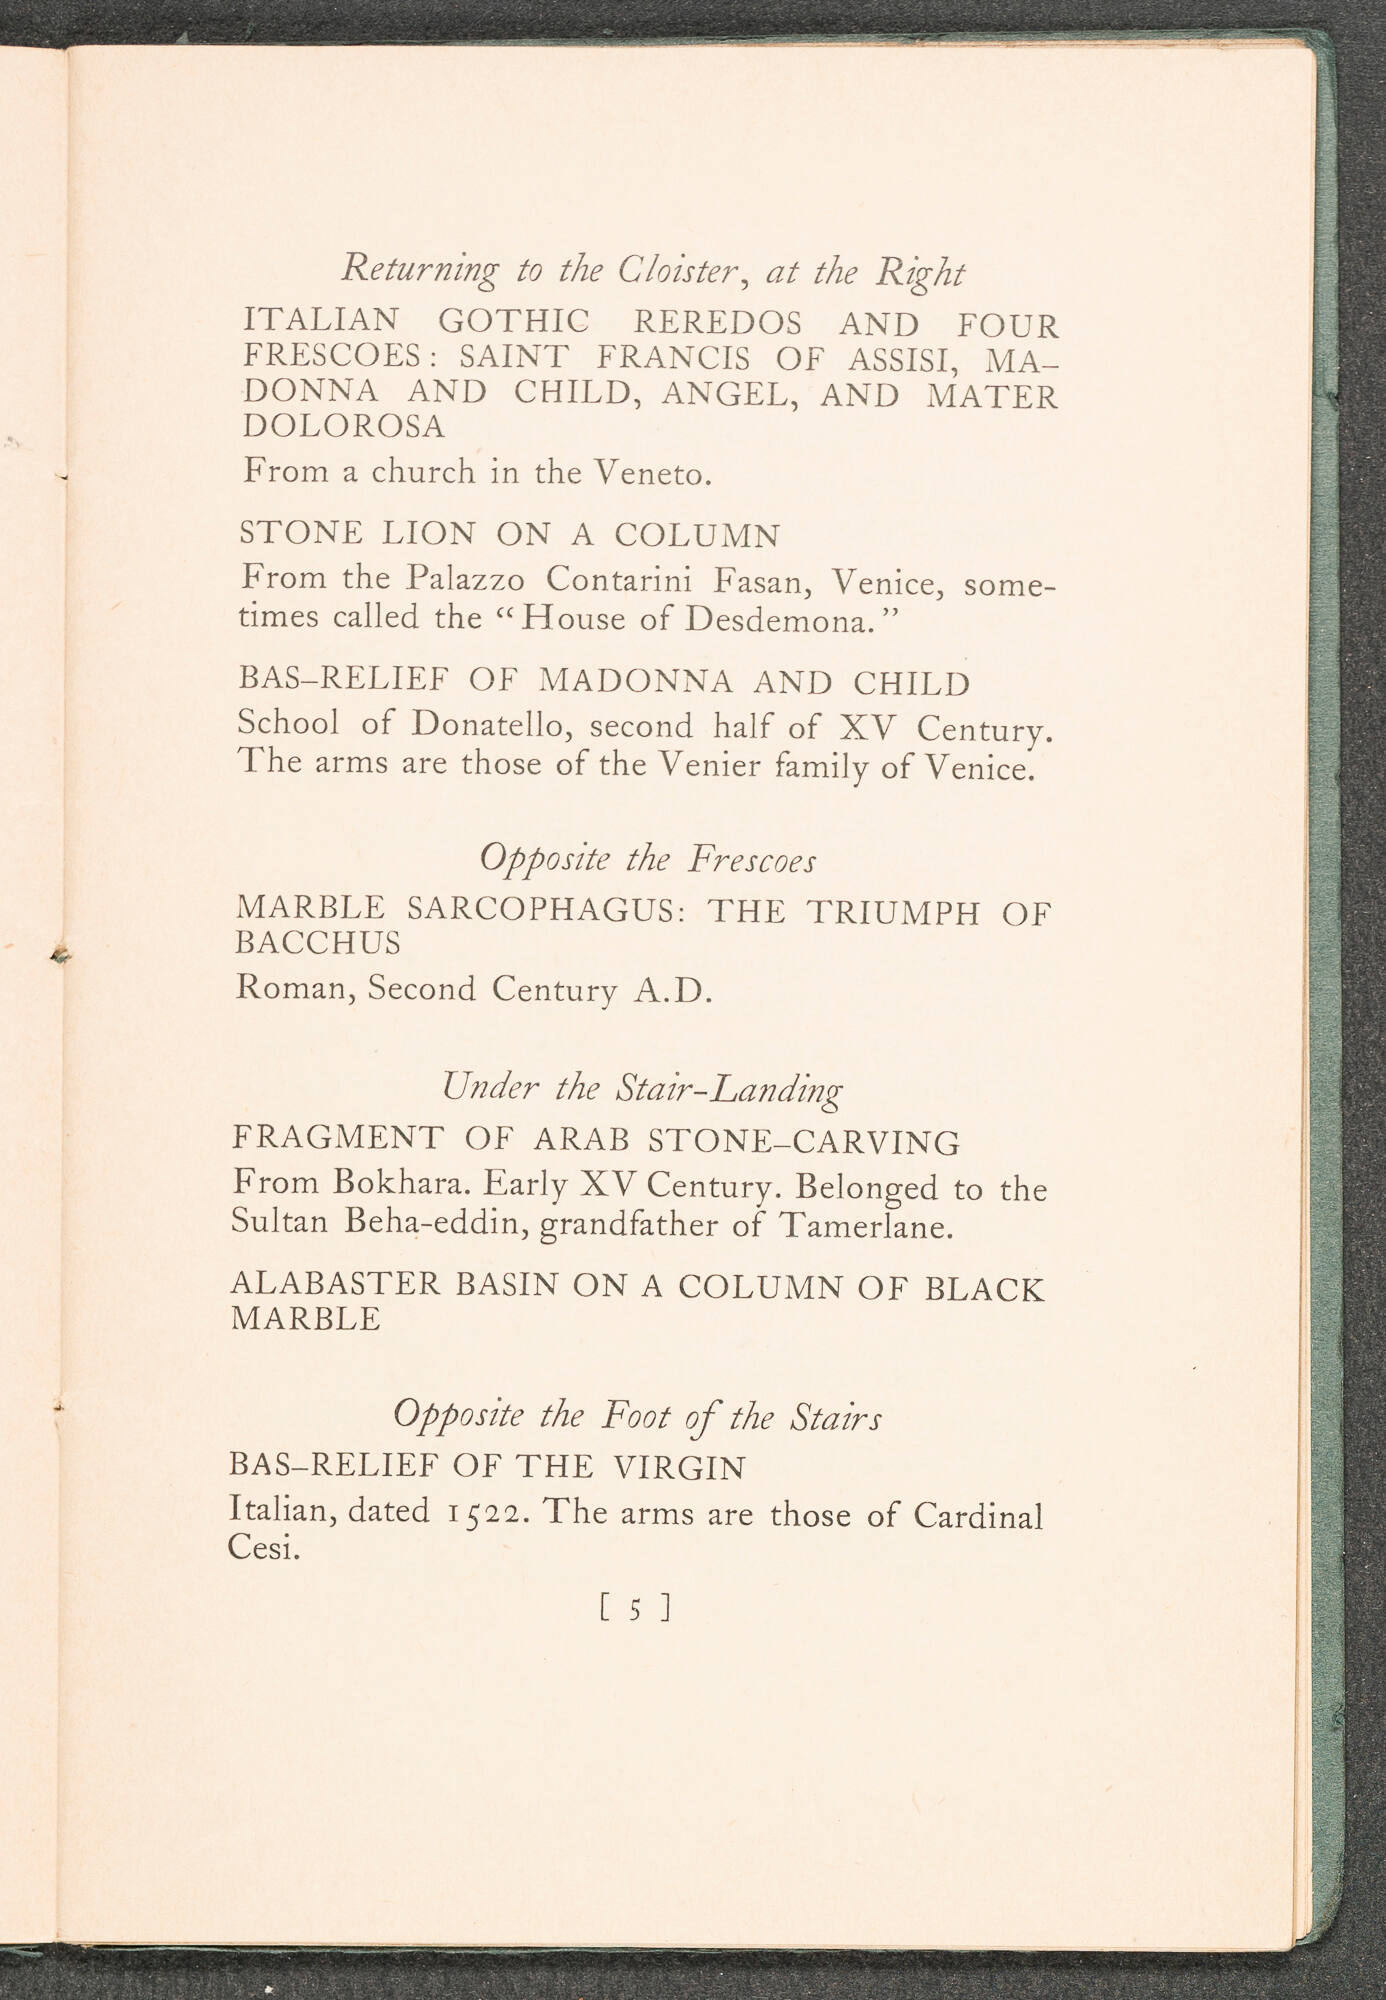 Returning to the Cloister, at the Right
ITALIAN GOTHIC REREDOS AND FOUR
FRESCOES: SAINT FRANCIS OF ASSISI, MA-
DONNA AND CHILD, ANGEL, AND MATER
DOLOROSA
From a church in the Veneto.
STONE LION ON A COLUMN
From the Palazzo Contarini Fasan, Venice, some-
times called the “House of Desdemona.”
BAS-RELIEF OF MADONNA AND CHILD
School of Donatello, second half of XV Century.
The arms are those of the Venier family of Venice.
Opposite the Frescoes
MARBLE SARCOPHAGUS: THE TRIUMPH OF
BACCHUS
Roman, Second Century A.D.
Under the Stair-Landing
FRAGMENT OF ARAB STONE-CARVING
From Bokhara. Early XV Century. Belonged to the
Sultan Beha-eddin, grandfather of Tamerlane.
ALABASTER BASIN ON A COLUMN OF BLACK
MARBLE
Opposite the Foot of the Stairs
BAS-RELIEF OF THE VIRGIN
Italian, dated 1522. The arms are those of Cardinal
Cesi.
[ 5 ]